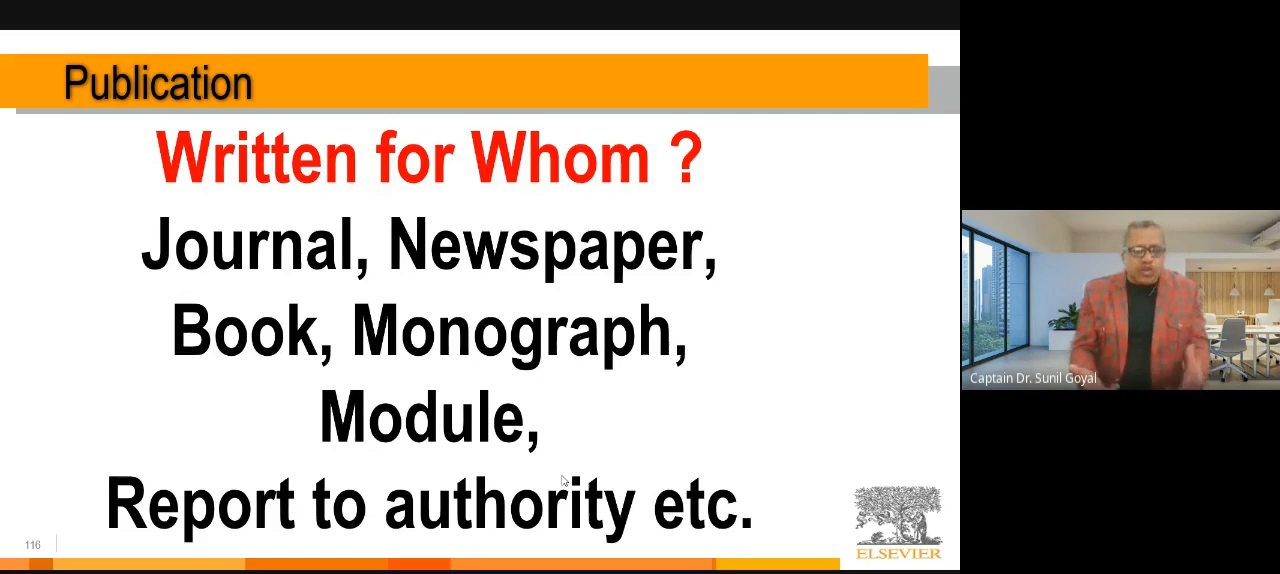 Publication
Written for Whom ?
Journal, Newspaper,
Book, Monograph,
Module,
Report to authority etc.
116
ELSEVIER
Captain Dr. Sunil Goyal